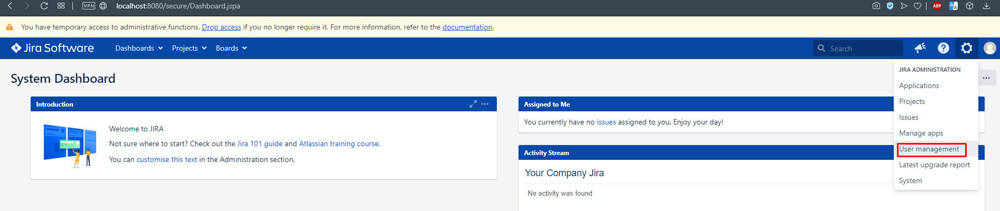 VPN localhost:8080/secure/Dashboard.jspa ABP
You have temporary access to administrative functions. Drop access if you no longer require it. For more information, refer to the documentation.
Jira Software Dashboards Projects Boards Search
JIRA ADMINISTRATION
System Dashboard
Applications
Projects
Issues
Manage apps
User management
Latest upgrade report
System
Introduction
Welcome to JIRA
Not sure where to start? Check out the Jira 101 guide and Atlassian training course.
You can customise this text in the Administration section.
Assigned to Me
You currently have no issues assigned to you. Enjoy your day!
Activity Stream
Your Company Jira
No activity was found